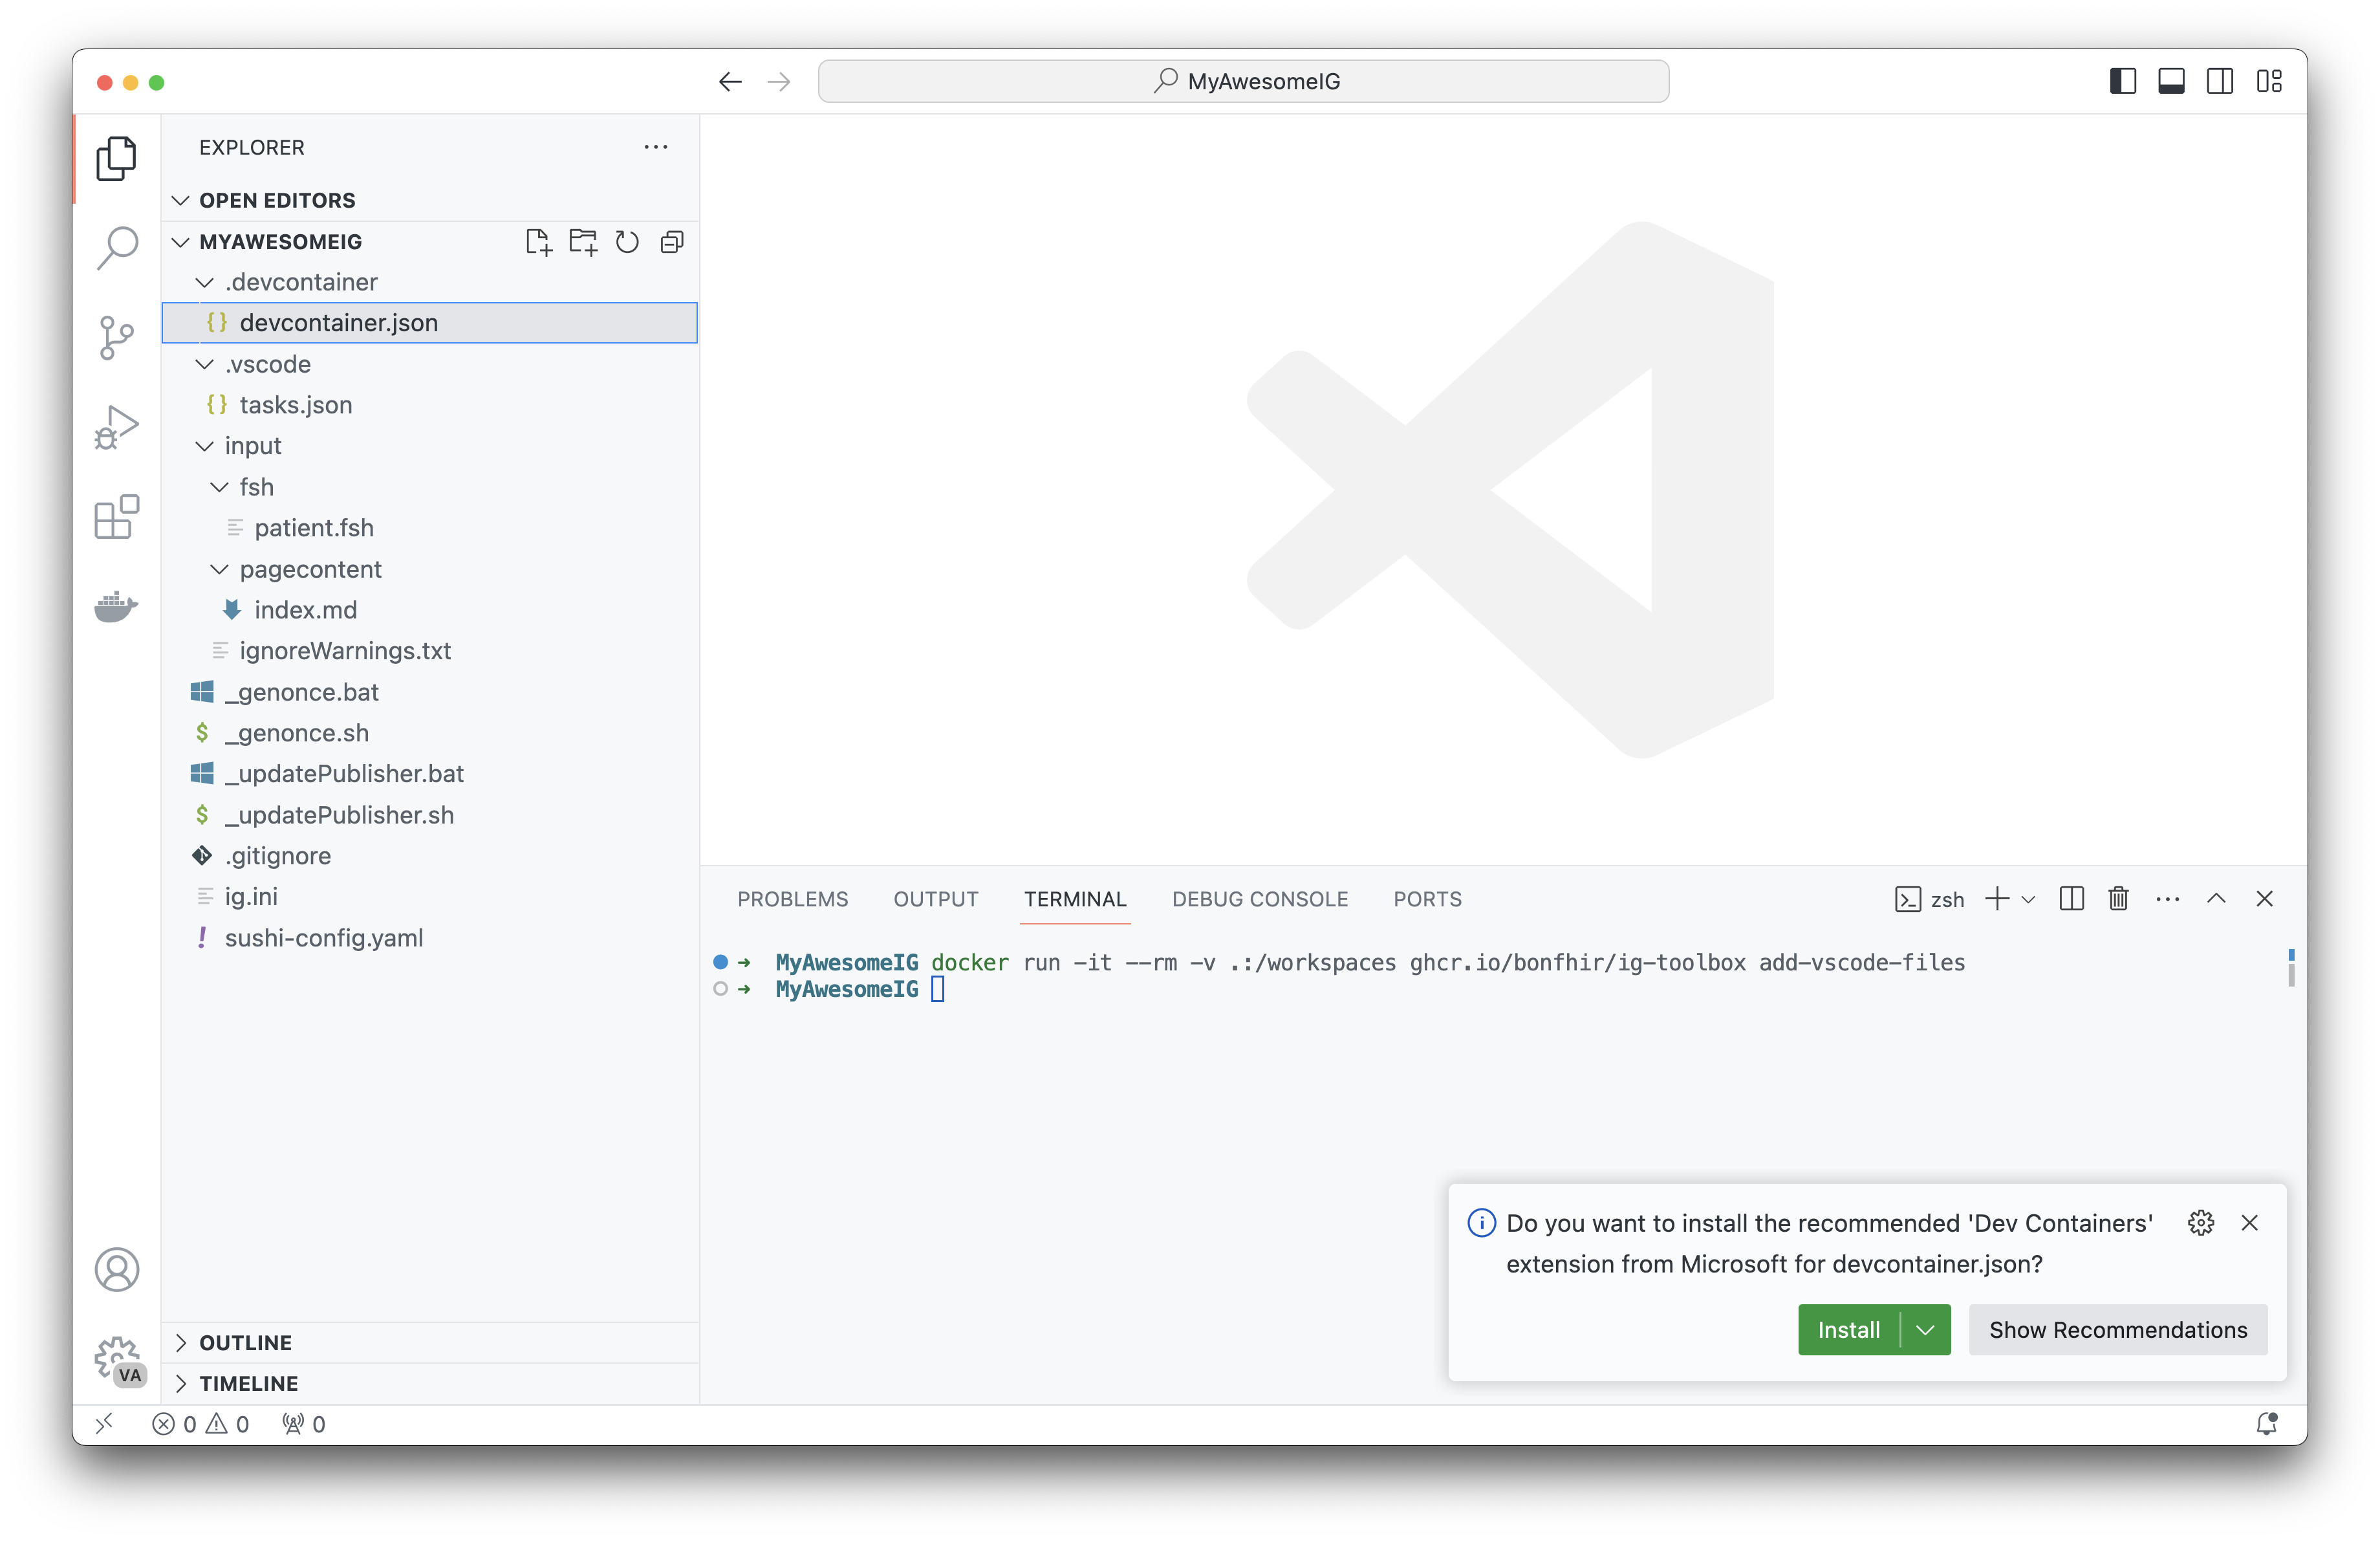 MyAwesomeIG
EXPLORER
OPEN EDITORS
MYAWESOMEIG
.devcontainer
devcontainer.json
.vscode
tasks.json
input
fsh
patient.fsh
pagecontent
index.md
ignoreWarnings.txt
_genonce.bat
_genonce.sh
_updatePublisher.bat
_updatePublisher.sh
.gitignore
ig.ini
sushi-config.yaml
OUTLINE
TIMELINE
VA
PROBLEMS OUTPUT TERMINAL DEBUG CONSOLE PORTS zsh
MyAwesomeIG docker run -it --rm -v .:/workspaces ghcr.io/bonfhir/ig-toolbox add-vscode-files
MyAwesomeIG
Do you want to install the recommended 'Dev Containers'
extension from Microsoft for devcontainer.json?
Install Show Recommendations
0 0 0